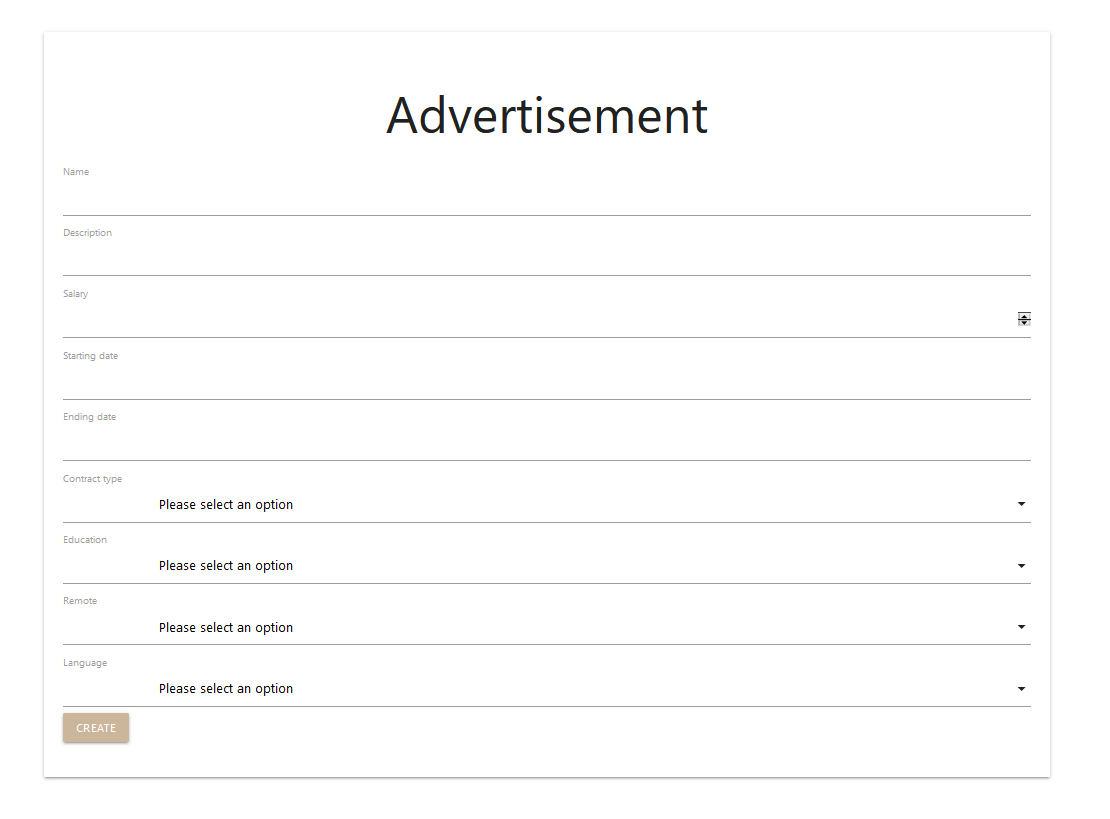 Advertisement
Name
Description
Salary
Starting date
Ending date
Contract type
Please select an option
Education
Please select an option
Remote
Please select an option
Language
Please select an option
CREATE